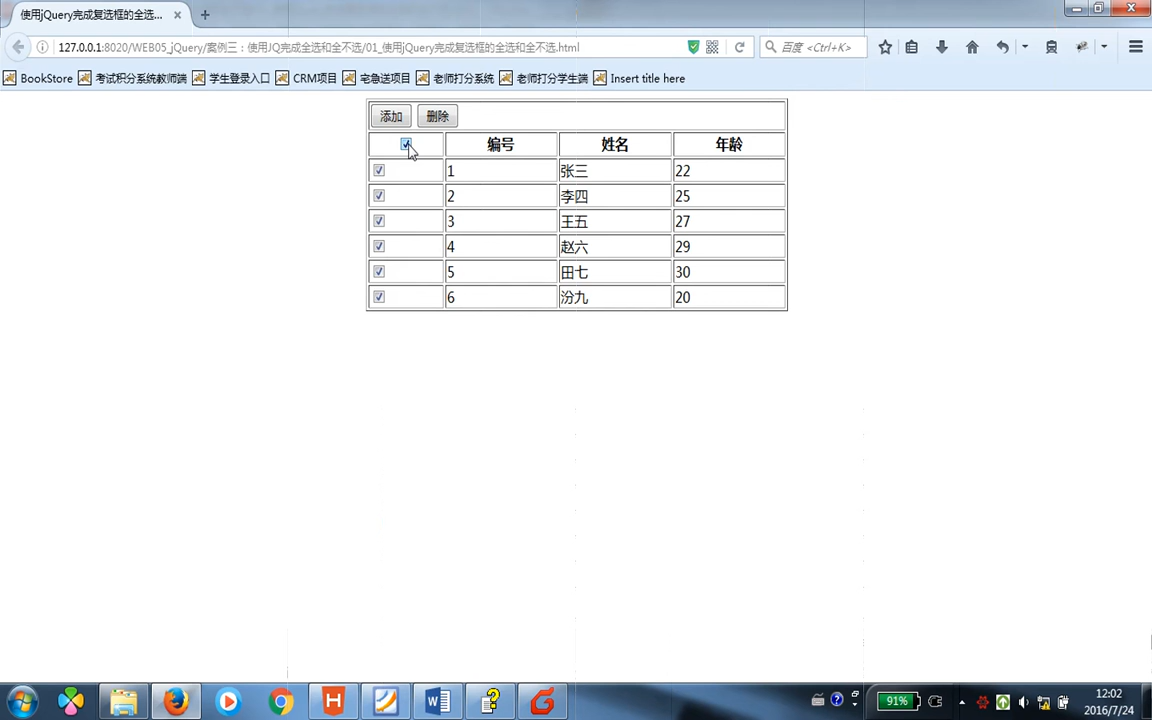 使用jQuery完成复选框的全选...
127.0.0.1:8020/WEB05_jQuery/案例三：使用JQ完成全选和全不选/01_使用jQuery完成复选框的全选和全不选.html
百度 <Ctrl+K>
BookStore 考试积分系统教师端 学生登录入口 CRM项目 宅急送项目 老师打分系统 老师打分学生端 Insert title here
添加 删除
编号 姓名 年龄
1 张三 22
2 李四 25
3 王五 27
4 赵六 29
5 田七 30
6 汾九 20
91%
12:02
2016/7/24